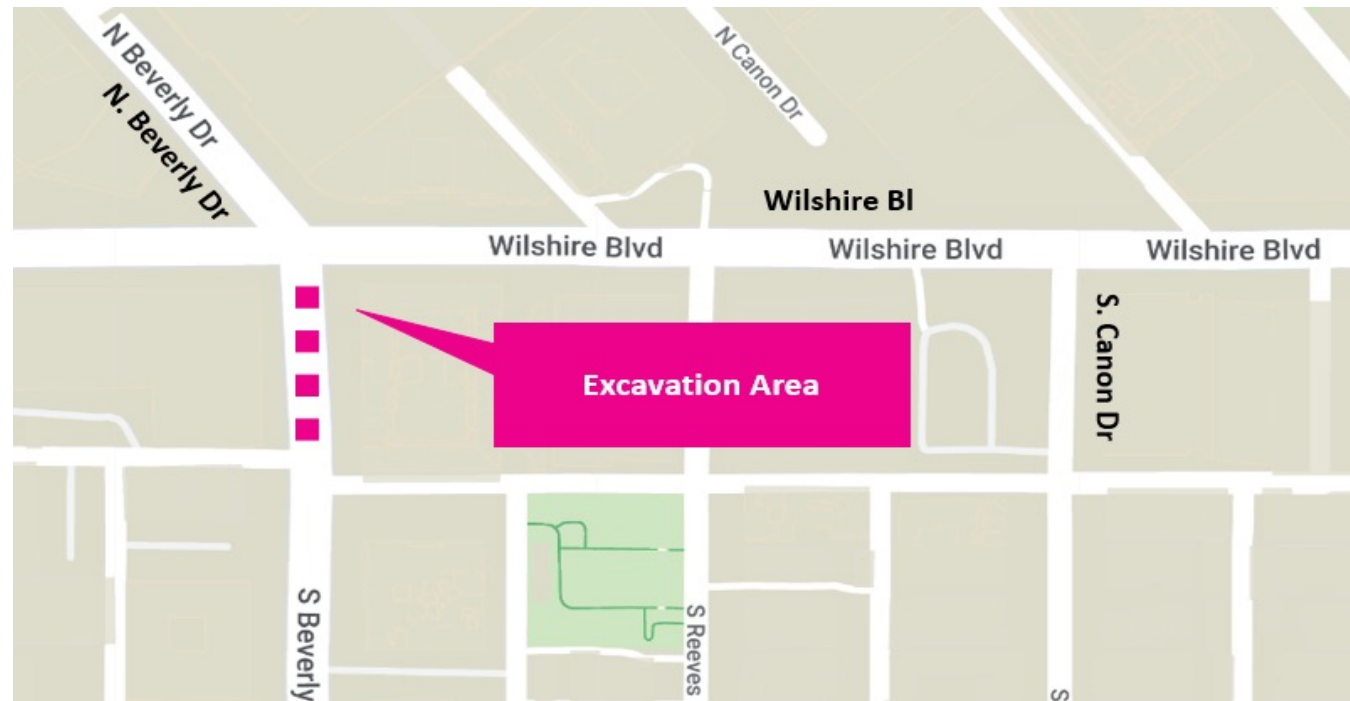 N Beverly Dr
N. Beverly Dr
N Canon Dr
Wilshire Bl
Wilshire Blvd
Wilshire Blvd
Wilshire Blvd
S. Canon Dr
Excavation Area
S Beverly
S Reeves
S